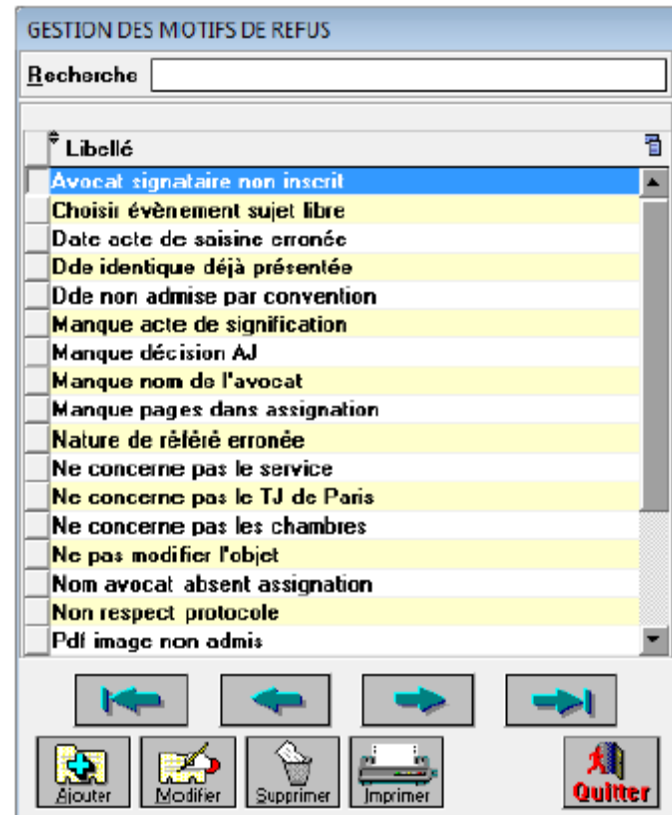 GESTION DES MOTIFS DE REFUS
Recherche
Libellé
Avocat signataire non inscrit
Choisir évènement sujet libre
Date acte de saisine erronée
Dde identique déjà présentée
Dde non admise par convention
Manque acte de signification
Manque décision AJ
Manque nom de l'avocat
Manque pages dans assignation
Nature de référé erronée
Ne concerne pas le service
Ne concerne pas le TJ de Paris
Ne concerne pas les chambres
Ne pas modifier l'objet
Nom avocat absent assignation
Non respect protocole
Pdf image non admis
Ajouter Modifier Supprimer Imprimer Quitter